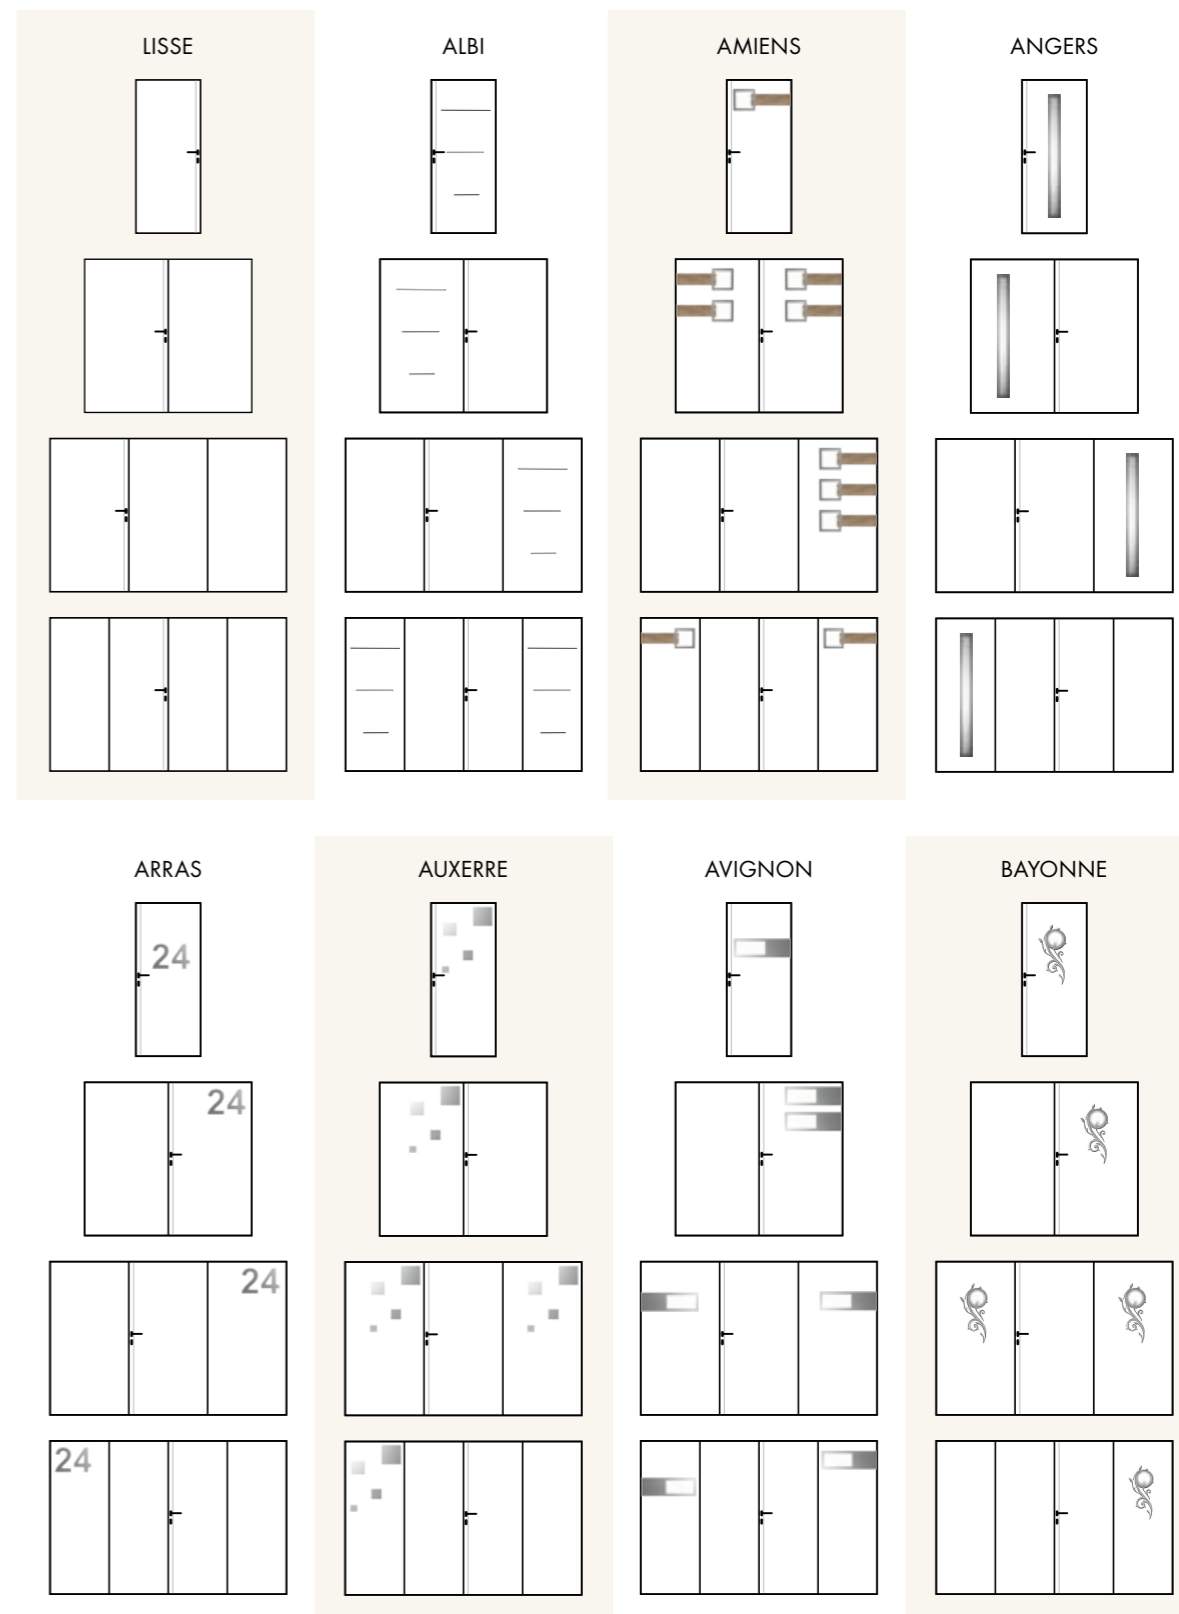 LISSE
ALBI
AMIENS
ANGERS
ARRAS
AUXERRE
AVIGNON
BAYONNE
24
24
24
24